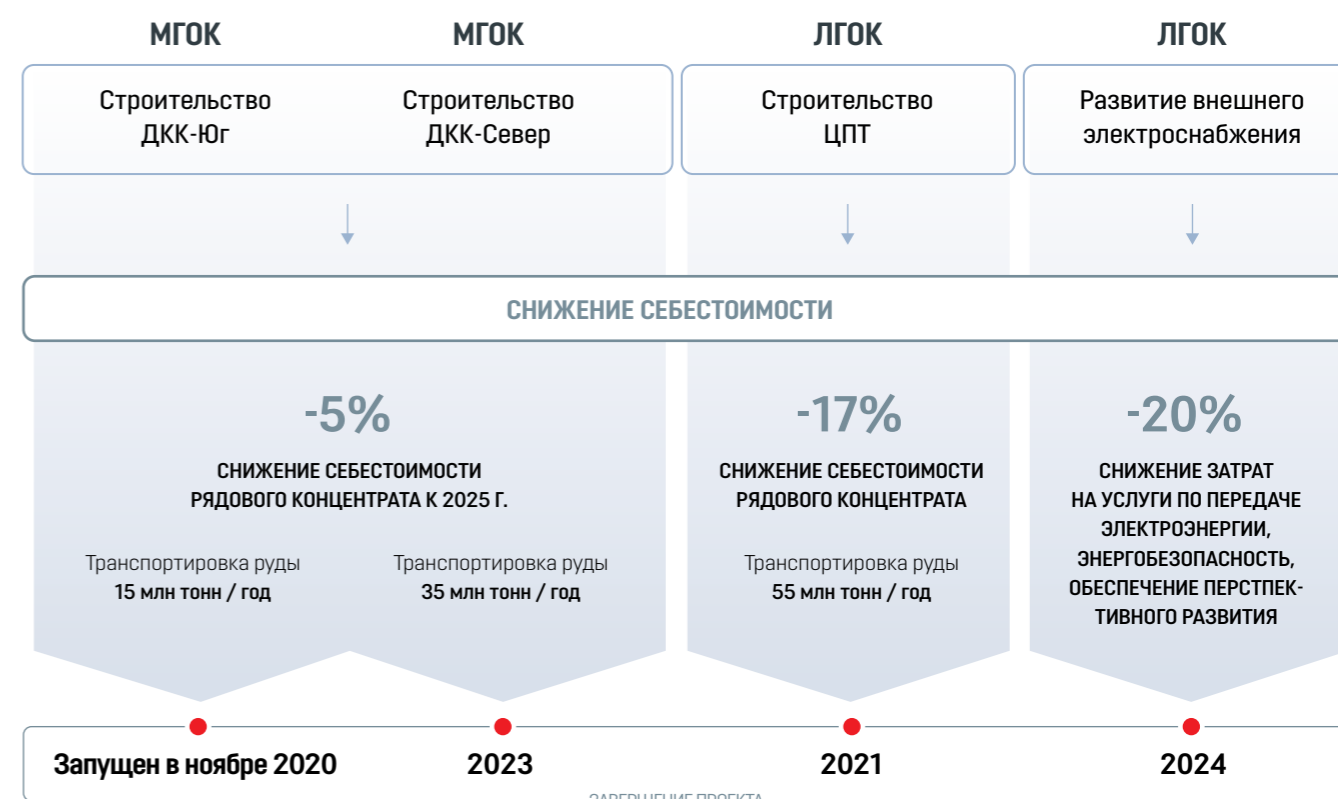 МГОК
МГОК
ЛГОК
ЛГОК
Строительство
ДКК-Юг
Строительство
ДКК-Север
Строительство
ЦПТ
Развитие внешнего
электроснабжения
СНИЖЕНИЕ СЕБЕСТОИМОСТИ
-5%
СНИЖЕНИЕ СЕБЕСТОИМОСТИ
РЯДОВОГО КОНЦЕНТРАТА К 2025 Г.
Транспортировка руды
15 млн тонн / год
Транспортировка руды
35 млн тонн / год
-17%
СНИЖЕНИЕ СЕБЕСТОИМОСТИ
РЯДОВОГО КОНЦЕНТРАТА
Транспортировка руды
55 млн тонн / год
-20%
СНИЖЕНИЕ ЗАТРАТ
НА УСЛУГИ ПО ПЕРЕДАЧЕ
ЭЛЕКТРОЭНЕРГИИ,
ЭНЕРГОБЕЗОПАСНОСТЬ,
ОБЕСПЕЧЕНИЕ ПЕРСТПЕК-
ТИВНОГО РАЗВИТИЯ
Запущен в ноябре 2020
2023
2021
2024
ЗАВЕРШЕНИЕ ПРОЕКТА